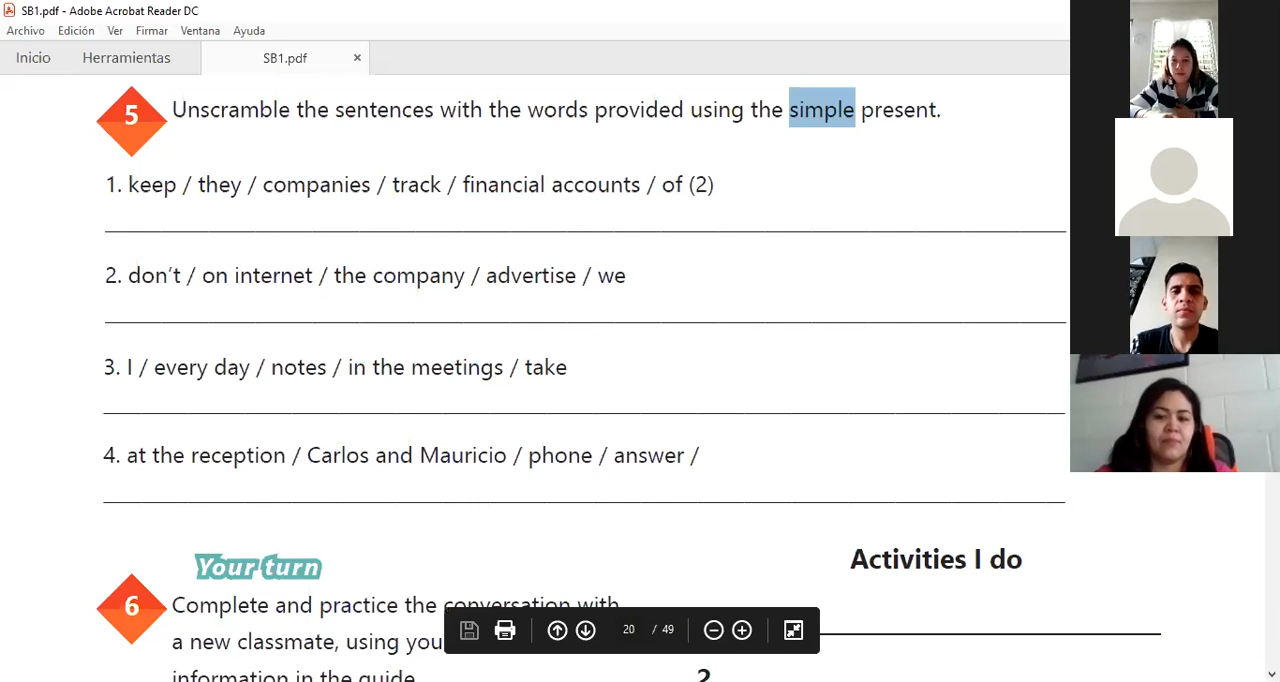 SB1.pdf - Adobe Acrobat Reader DC
Archivo Edición Ver Firmar Ventana Ayuda
Inicio Herramientas SB1.pdf ×
5 Unscramble the sentences with the words provided using the simple present.
1. keep / they / companies / track / financial accounts / of (2)
2. don't / on internet / the company / advertise / we
3. I / every day / notes / in the meetings / take
4. at the reception / Carlos and Mauricio / phone / answer /
Your turn
Activities I do
6 Complete and practice the conversation with
a new classmate, using you
20 / 49
information in the guide.
2